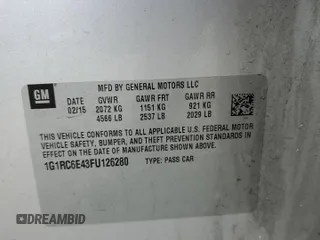 GM
MFD BY GENERAL MOTORS LLC
DATE GVWR GAWR FRT GAWR RR
02/15 2072 KG 1151 KG 921 KG
4566 LB 2537 LB 2029 LB
THIS VEHICLE CONFORMS TO ALL APPLICABLE U.S. FEDERAL MOTOR
VEHICLE SAFETY, BUMPER, AND THEFT PREVENTION STANDARDS IN
EFFECT ON THE DATE OF MANUFACTURE SHOWN ABOVE.
1G1RC6E43FU126280 TYPE: PASS CAR
DREAMBID